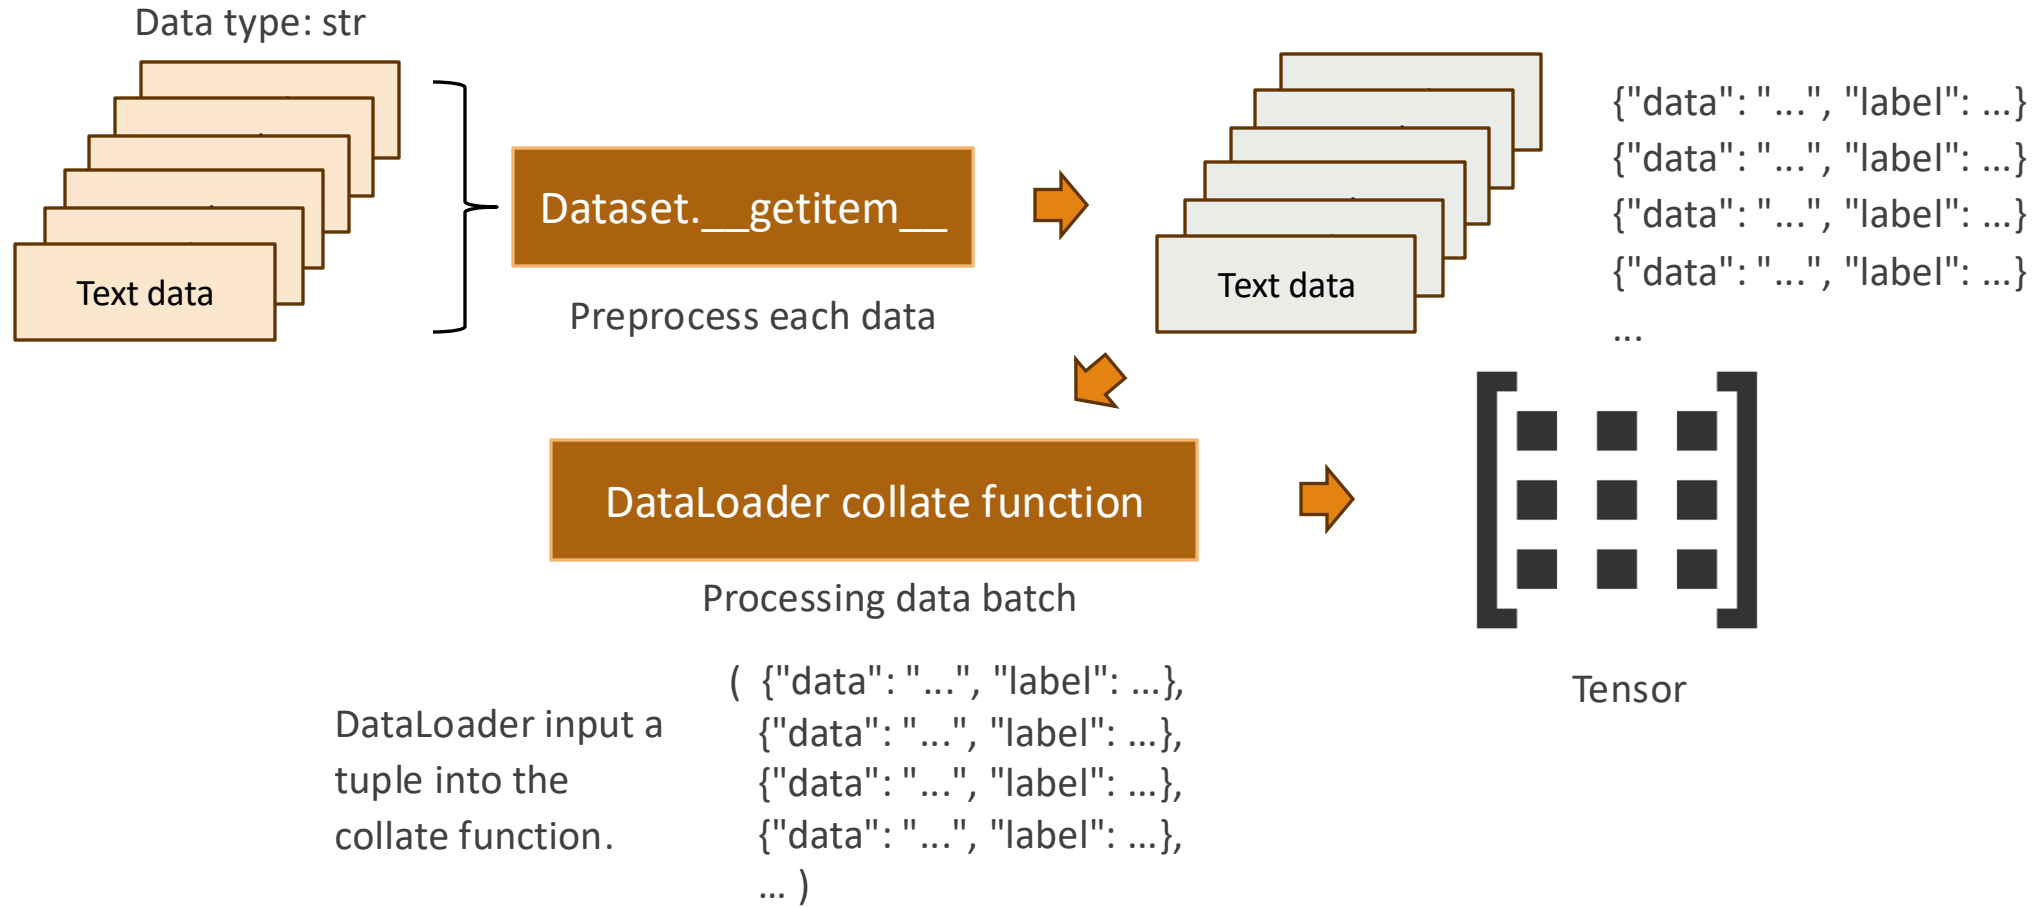 Data type: str
Text data
Dataset.__getitem__
Preprocess each data
Text data
{"data": "...", "label": ...}
{"data": "...", "label": ...}
{"data": "...", "label": ...}
{"data": "...", "label": ...}
...
DataLoader collate function
Processing data batch
DataLoader input a
tuple into the
collate function.
( {"data": "...", "label": ...},
{"data": "...", "label": ...},
{"data": "...", "label": ...},
{"data": "...", "label": ...},
... )
Tensor